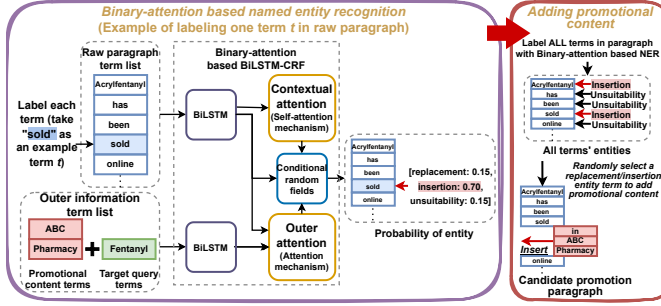 Binary-attention based named entity recognition
(Example of labeling one term t in raw paragraph)
Raw paragraph
term list
Acrylfentanyl
has
been
sold
online
Label each
term (take
"sold" as
an example
term t)
Outer information
term list
ABC
Pharmacy
Fentanyl
Promotional
content terms
Target query
terms
Binary-attention
based BiLSTM-CRF
BiLSTM
BiLSTM
Contextual
attention
(Self-attention
mechanism)
Conditional
random
fields
Outer
attention
(Attention
mechanism)
Acrylfentanyl
has
been
sold
online
[replacement: 0.15,
insertion: 0.70,
unsuitability: 0.15]
Probability of entity
Adding promotional
content
Label ALL terms in paragraph
with Binary-attention based NER
Acrylfentanyl
has
been
sold
online
Insertion
Unsuitability
Unsuitability
Insertion
Unsuitability
All terms' entities
Randomly select a
replacement/insertion
entity term to add
promotional content
Acrylfentanyl
has
been
sold
in
ABC
Pharmacy
Insert
online
Candidate promotion
paragraph